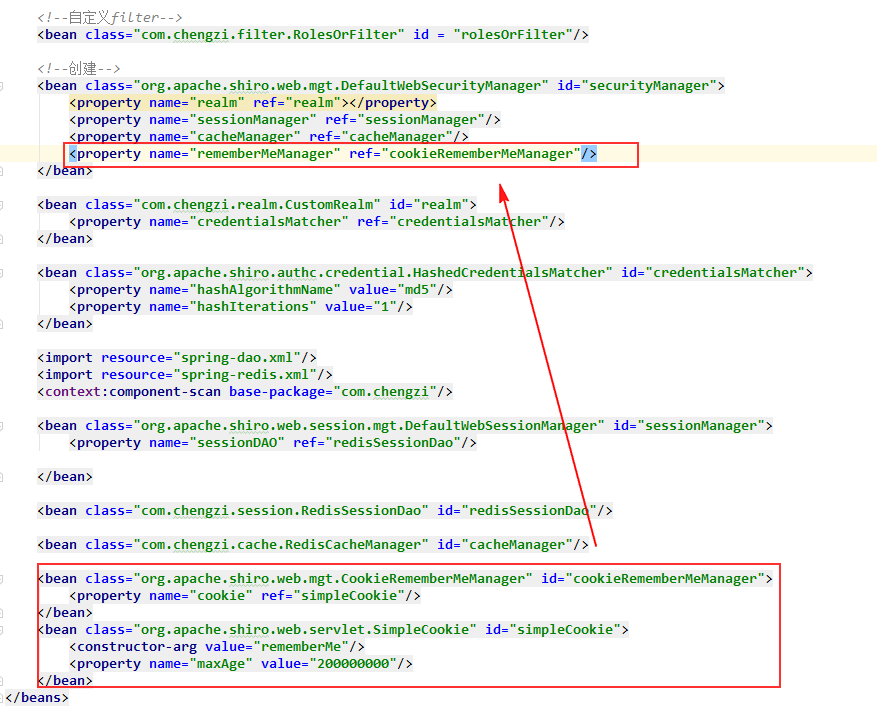 <!--自定义filter-->
<bean class="com.chengzi.filter.RolesOrFilter" id = "rolesOrFilter"/>
<!--创建-->
<bean class="org.apache.shiro.web.mgt.DefaultWebSecurityManager" id="securityManager">
<property name="realm" ref="realm"></property>
<property name="sessionManager" ref="sessionManager"/>
<property name="cacheManager" ref="cacheManager"/>
<property name="rememberMeManager" ref="cookieRememberMeManager"/>
</bean>
<bean class="com.chengzi.realm.CustomRealm" id="realm">
<property name="credentialsMatcher" ref="credentialsMatcher"/>
</bean>
<bean class="org.apache.shiro.authc.credential.HashedCredentialsMatcher" id="credentialsMatcher">
<property name="hashAlgorithmName" value="md5"/>
<property name="hashIterations" value="1"/>
</bean>
<import resource="spring-dao.xml"/>
<import resource="spring-redis.xml"/>
<context:component-scan base-package="com.chengzi"/>
<bean class="org.apache.shiro.web.session.mgt.DefaultWebSessionManager" id="sessionManager">
<property name="sessionDAO" ref="redisSessionDao"/>
</bean>
<bean class="com.chengzi.session.RedisSessionDao" id="redisSessionDao"/>
<bean class="com.chengzi.cache.RedisCacheManager" id="cacheManager"/>
<bean class="org.apache.shiro.web.mgt.CookieRememberMeManager" id="cookieRememberMeManager">
<property name="cookie" ref="simpleCookie"/>
</bean>
<bean class="org.apache.shiro.web.servlet.SimpleCookie" id="simpleCookie">
<constructor-arg value="rememberMe"/>
<property name="maxAge" value="200000000"/>
</bean>
</beans>